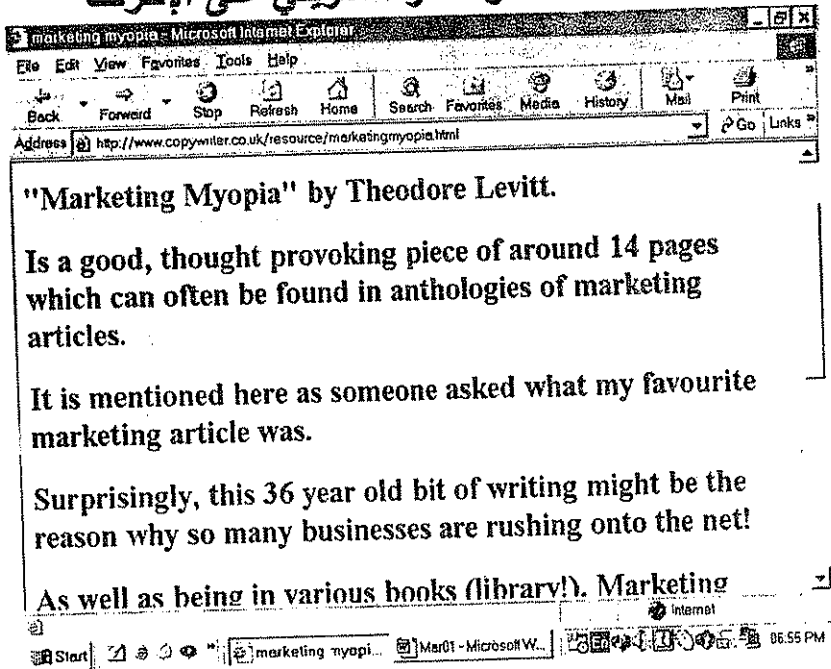 على الإنترنت
marketing myopia - Microsoft Internet Explorer
File Edit View Favorites Tools Help
Back Forward Stop Refresh Home Search Favorites Media History Mail Print
Address http://www.copywriter.co.uk/resource/marketingmyopia.html Go Links
"Marketing Myopia" by Theodore Levitt.
Is a good, thought provoking piece of around 14 pages
which can often be found in anthologies of marketing
articles.
It is mentioned here as someone asked what my favourite
marketing article was.
Surprisingly, this 36 year old bit of writing might be the
reason why so many businesses are rushing onto the net!
As well as being in various books (library!). Marketing
Internet
Start marketing myopi... Mar01 - Microsoft W... 06:55 PM